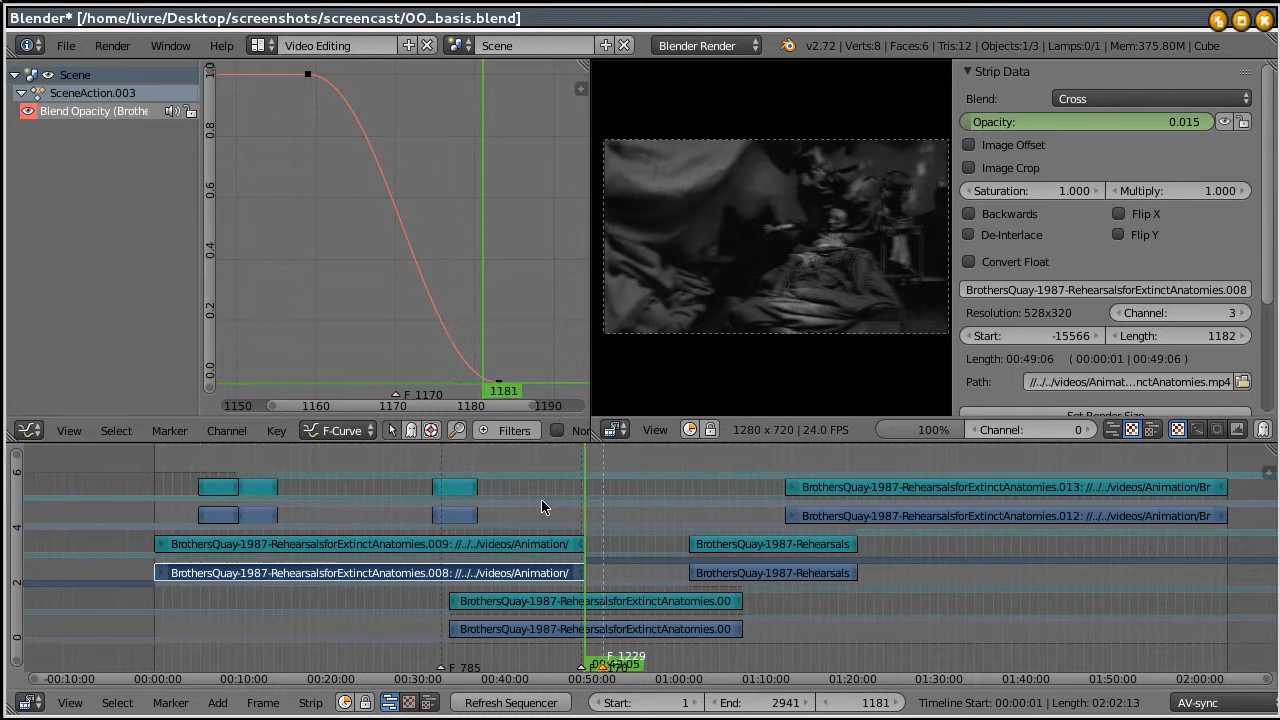 Blender* [/home/livre/Desktop/screenshots/screencast/OO_basis.blend]
File Render Window Help Video Editing Scene Blender Render v2.72 | Verts:8 | Faces:6 | Tris:12 | Objects:1/3 | Lamps:0/1 | Mem:375.80M | Cube
Scene
SceneAction.003
Blend Opacity (Brothe
1.0
0.8
0.6
0.4
0.2
0.0
F 1170
1181
1150 1160 1170 1180 1190
Strip Data
Blend: Cross
Opacity: 0.015
Image Offset
Image Crop
Saturation: 1.000 Multiply: 1.000
Backwards Flip X
De-Interlace Flip Y
Convert Float
BrothersQuay-1987-RehearsalsforExtinctAnatomies.008
Resolution: 528x320 Channel: 3
Start: -15566 Length: 1182
Length: 00:49:06 ( 00:00:01 | 00:49:06 )
Path: //../../videos/Animat...nctAnatomies.mp4
Set Render Size
View Select Marker Channel Key F-Curve Filters Nor
View 1280 x 720 | 24.0 FPS 100% Channel: 0
6
4
2
0
BrothersQuay-1987-RehearsalsforExtinctAnatomies.013: //../../videos/Animation/Br
BrothersQuay-1987-RehearsalsforExtinctAnatomies.012: //../../videos/Animation/Br
BrothersQuay-1987-RehearsalsforExtinctAnatomies.009: //../../videos/Animation/ BrothersQuay-1987-Rehearsals
BrothersQuay-1987-RehearsalsforExtinctAnatomies.008: //../../videos/Animation/ BrothersQuay-1987-Rehearsals
BrothersQuay-1987-RehearsalsforExtinctAnatomies.00
BrothersQuay-1987-RehearsalsforExtinctAnatomies.00
F 1229
F 785
-00:10:00 00:00:00 00:10:00 00:20:00 00:30:00 00:40:00 00:50:00 01:00:00 01:10:00 01:20:00 01:30:00 01:40:00 01:50:00 02:00:00
View Select Marker Add Frame Strip Refresh Sequencer Start: 1 End: 2941 1181 Timeline Start: 00:00:01 | Length: 02:02:13 AV-sync